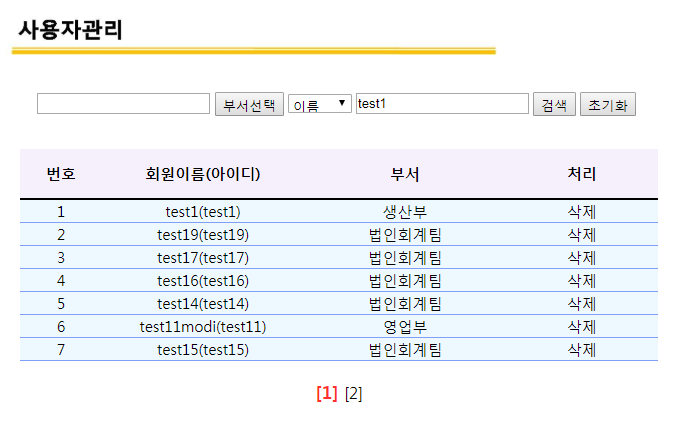 사용자관리
부서선택 이름 ▼ test1 검색 초기화
번호 회원이름(아이디) 부서 처리
1 test1(test1) 생산부 삭제
2 test19(test19) 법인회계팀 삭제
3 test17(test17) 법인회계팀 삭제
4 test16(test16) 법인회계팀 삭제
5 test14(test14) 법인회계팀 삭제
6 test11modi(test11) 영업부 삭제
7 test15(test15) 법인회계팀 삭제
[1] [2]